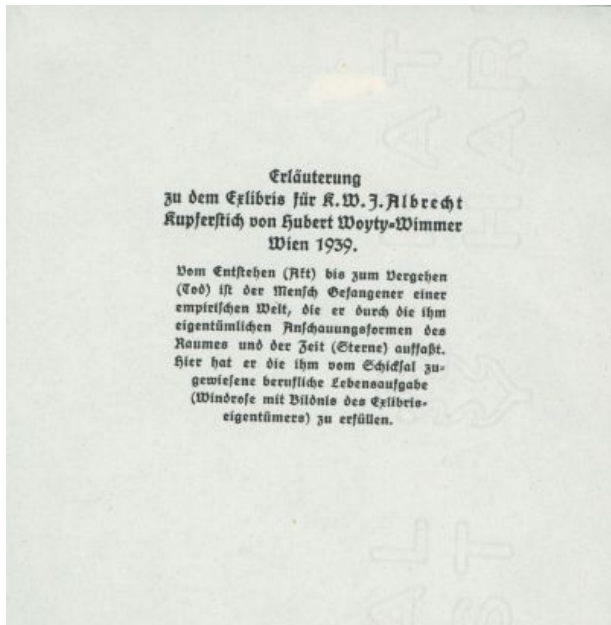 Erläuterung
zu dem Exlibris für K. W. J. Albrecht
Kupferstich von Hubert Woyty-Wimmer
Wien 1939.
Vom Entstehen (Akt) bis zum Vergehen
(Tod) ist der Mensch Gefangener einer
empirischen Welt, die er durch die ihm
eigentümlichen Anschauungsformen des
Raumes und der Zeit (Sterne) auffaßt.
Hier hat er die ihm vom Schicksal zu-
gewiesene berufliche Lebensaufgabe
(Windrose mit Bildnis des Exlibris-
eigentümers) zu erfüllen.